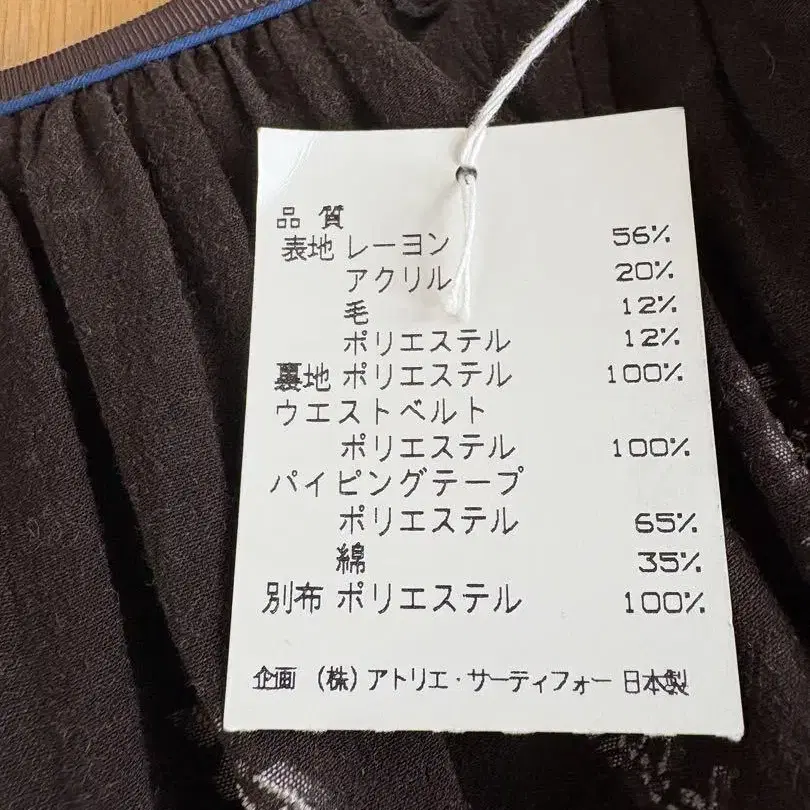 品 質
表地 レーヨン 56%
アクリル 20%
毛 12%
ポリエステル 12%
裏地 ポリエステル 100%
ウエストベルト
ポリエステル 100%
パイピングテープ
ポリエステル 65%
綿 35%
別布 ポリエステル 100%
企画 (株)アトリエ・サーティフォー 日本製